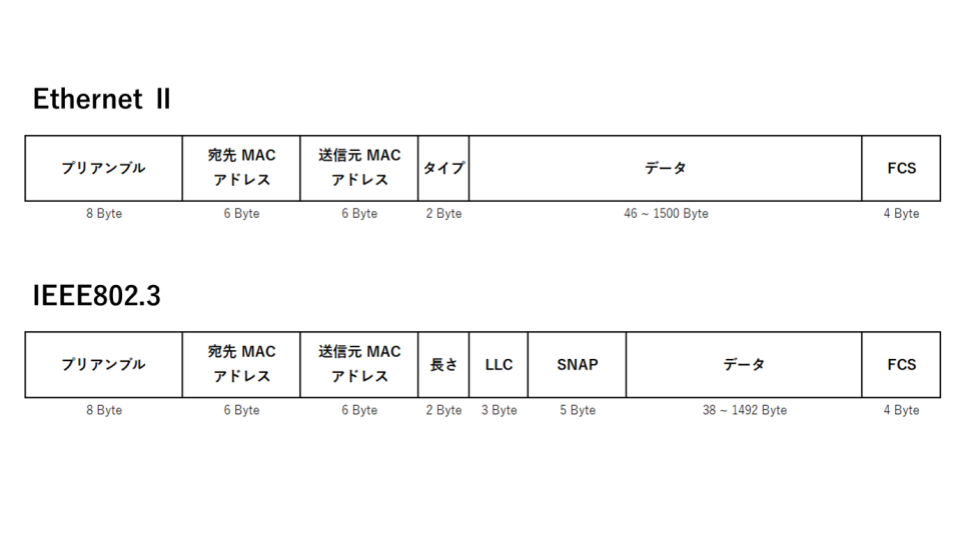 Ethernet Ⅱ
プリアンブル
宛先 MAC
アドレス
送信元 MAC
アドレス
タイプ
データ
FCS
8 Byte
6 Byte
6 Byte
2 Byte
46 ~ 1500 Byte
4 Byte
IEEE802.3
プリアンブル
宛先 MAC
アドレス
送信元 MAC
アドレス
長さ
LLC
SNAP
データ
FCS
8 Byte
6 Byte
6 Byte
2 Byte
3 Byte
5 Byte
38 ~ 1492 Byte
4 Byte